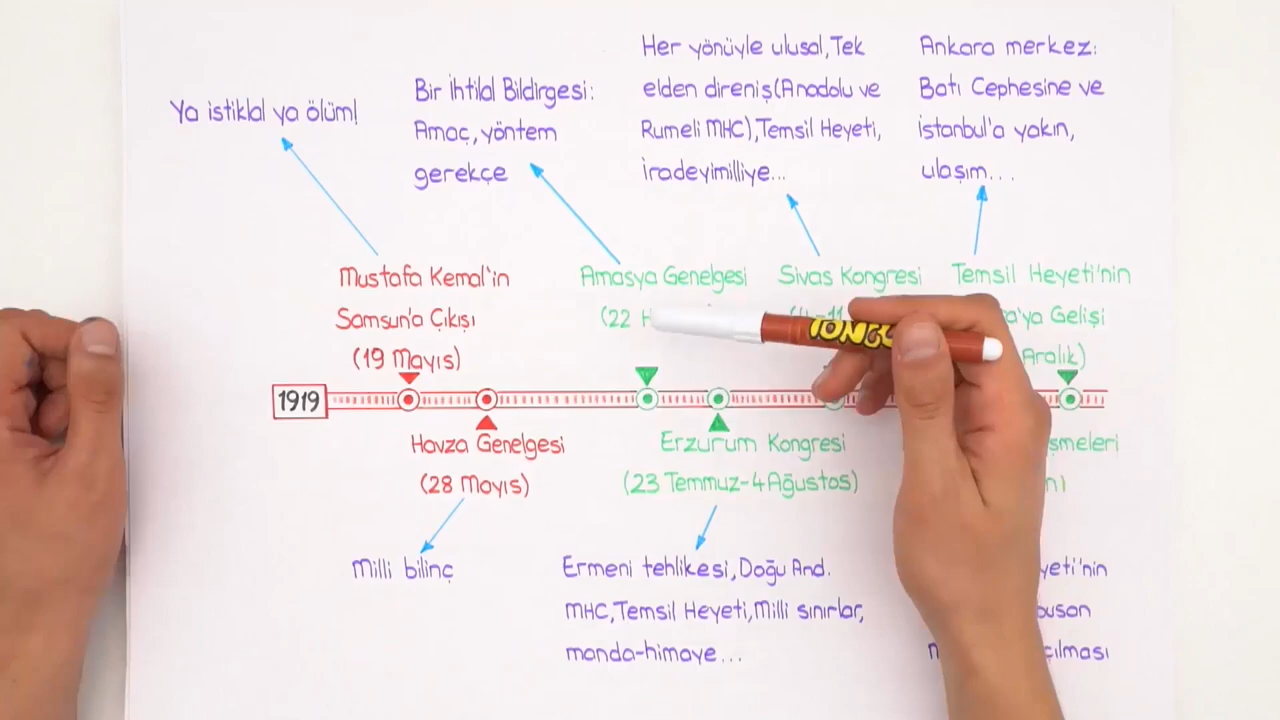 Ya istiklal ya ölüm!
Bir İhtilal Bildirgesi:
Amaç, yöntem
gerekçe
Her yönüyle ulusal, Tek
elden direniş(Anadolu ve
Rumeli MHC), Temsil Heyeti,
İradeyimilliye...
Ankara merkez:
Batı Cephesine ve
İstanbul'a yakın,
ulaşım...
Mustafa Kemal'in
Samsun'a Çıkışı
(19 Mayıs)
Amasya Genelgesi
(22
Sivas Kongresi
Temsil Heyeti'nin
Gelişi
Aralık)
1919
Havza Genelgesi
(28 Mayıs)
Erzurum Kongresi
(23 Temmuz-4 Ağustos)
Milli bilinç
Ermeni tehlikesi, Doğu And.
MHC, Temsil Heyeti, Milli sınırlar,
manda-himaye...